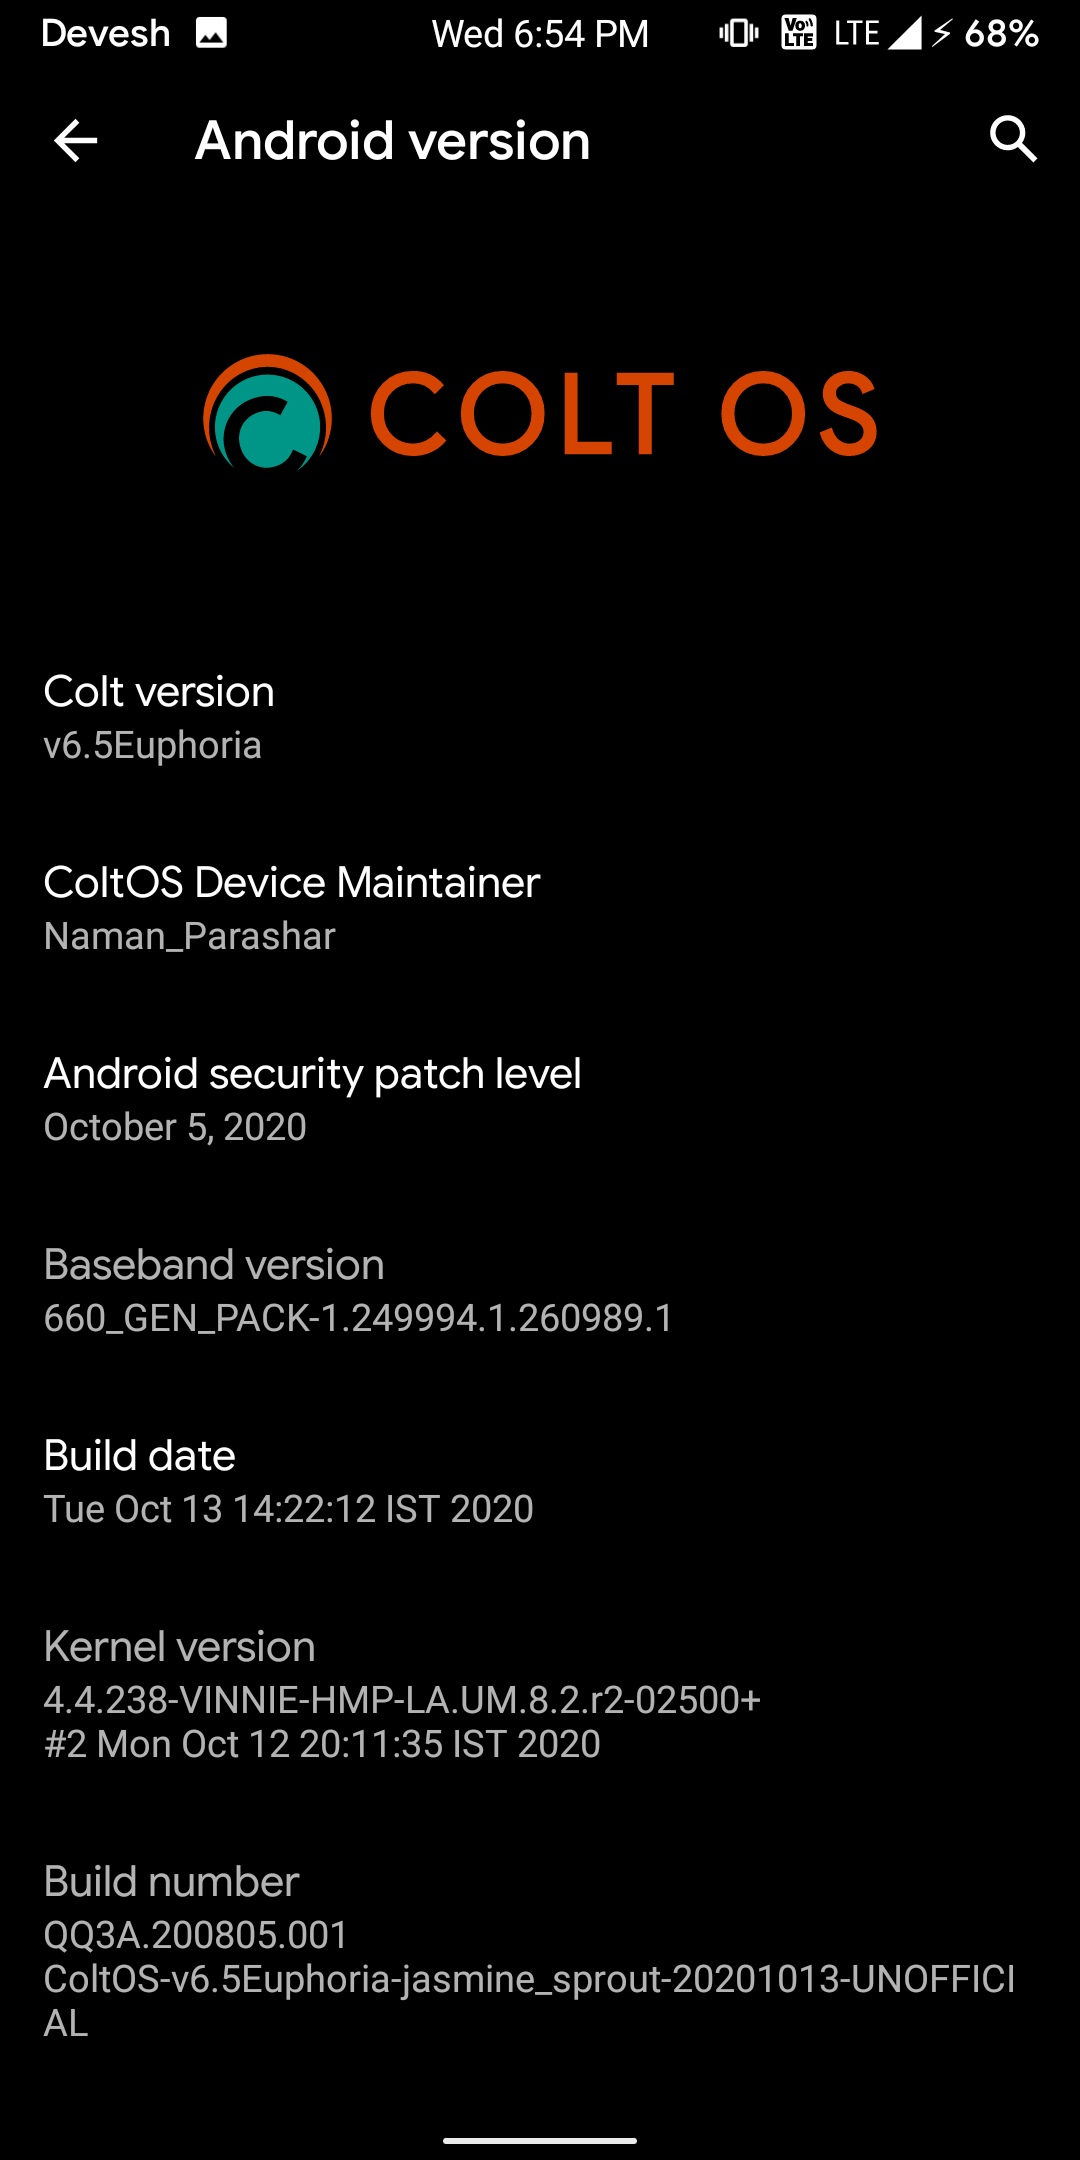 Devesh Wed 6:54 PM Vo LTE LTE 68%
Android version
COLT OS
Colt version
v6.5Euphoria
ColtOS Device Maintainer
Naman_Parashar
Android security patch level
October 5, 2020
Baseband version
660_GEN_PACK-1.249994.1.260989.1
Build date
Tue Oct 13 14:22:12 IST 2020
Kernel version
4.4.238-VINNIE-HMP-LA.UM.8.2.r2-02500+
#2 Mon Oct 12 20:11:35 IST 2020
Build number
QQ3A.200805.001
ColtOS-v6.5Euphoria-jasmine_sprout-20201013-UNOFFICI
AL